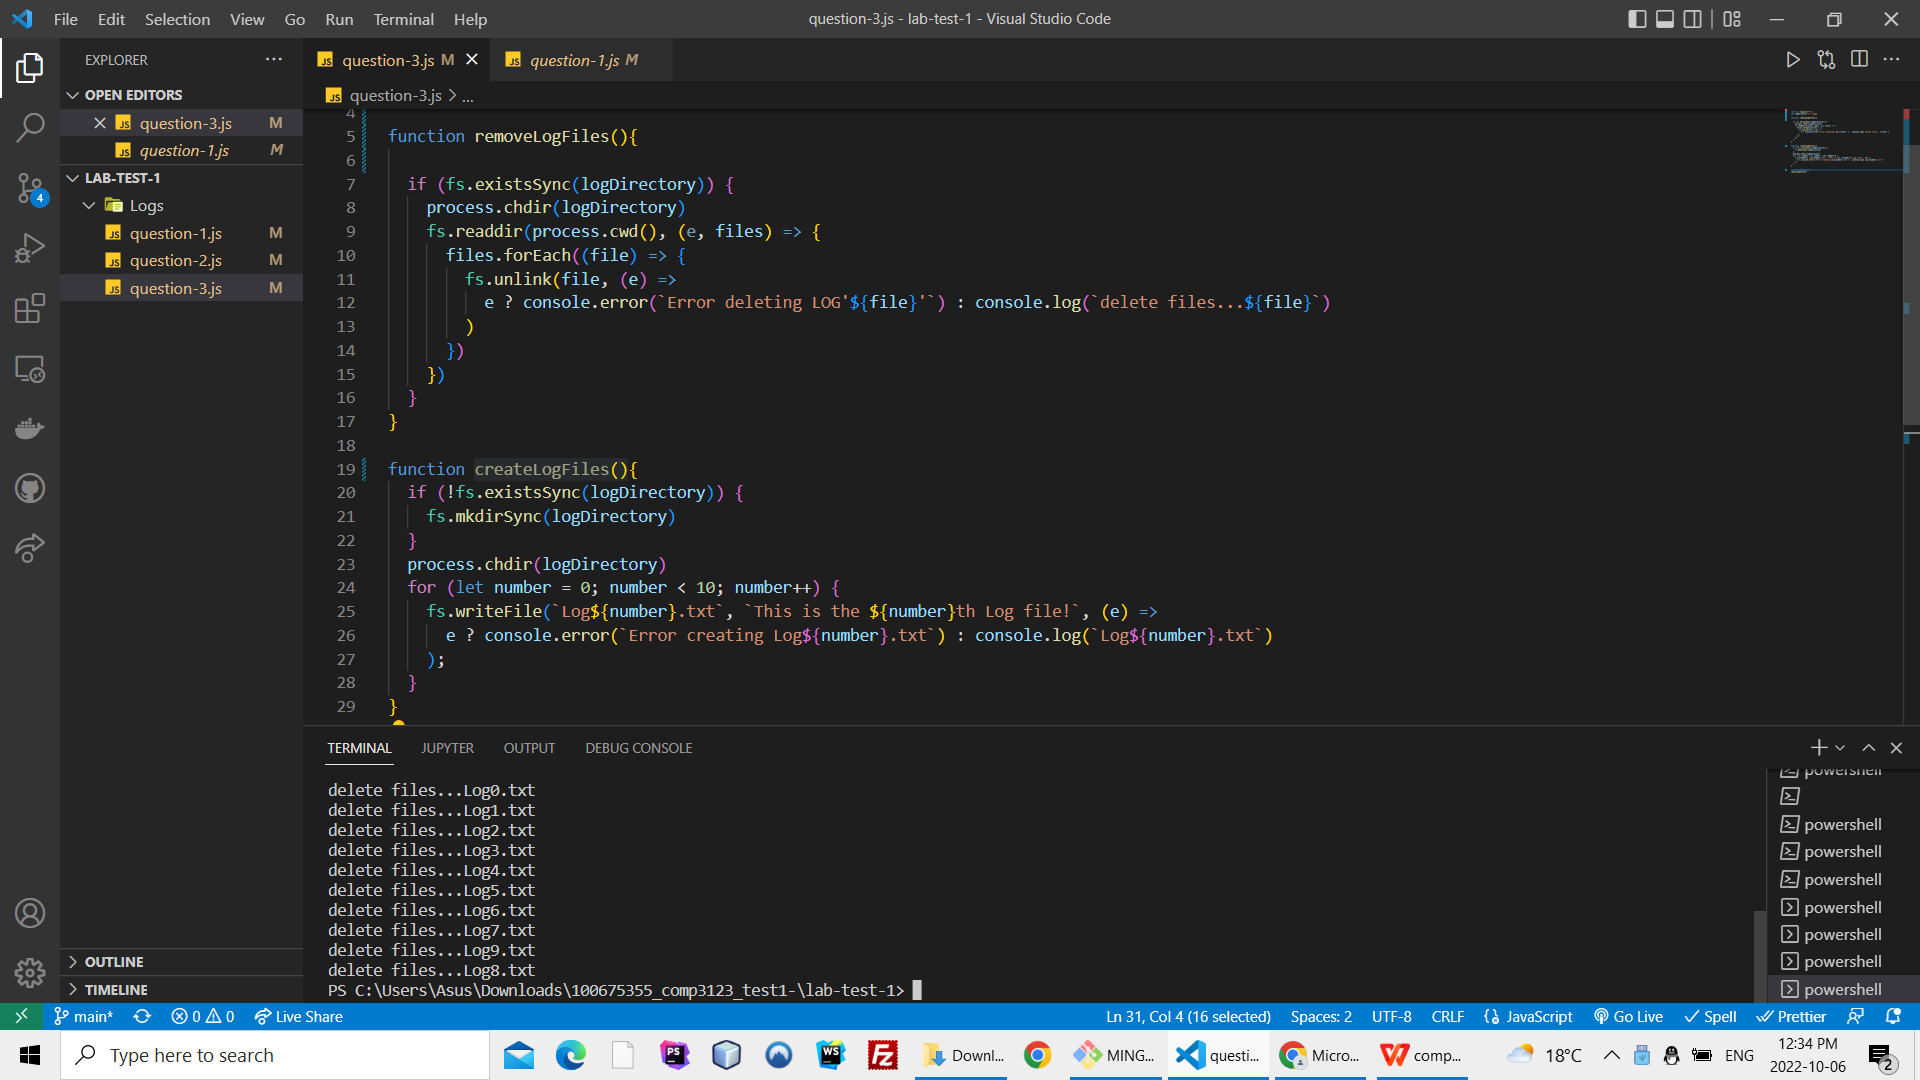 File Edit Selection View Go Run Terminal Help
question-3.js - lab-test-1 - Visual Studio Code
EXPLORER
OPEN EDITORS
question-3.js M
question-1.js M
LAB-TEST-1
Logs
question-1.js M
question-2.js M
question-3.js M
OUTLINE
TIMELINE
4
question-3.js M
question-1.js M
question-3.js > ...
4
5 function removeLogFiles(){
6
7 if (fs.existsSync(logDirectory)) {
8 process.chdir(logDirectory)
9 fs.readdir(process.cwd(), (e, files) => {
10 files.forEach((file) => {
11 fs.unlink(file, (e) =>
12 e ? console.error(`Error deleting LOG'${file}'`) : console.log(`delete files...${file}`)
13 )
14 })
15 })
16 }
17 }
18
19 function createLogFiles(){
20 if (!fs.existsSync(logDirectory)) {
21 fs.mkdirSync(logDirectory)
22 }
23 process.chdir(logDirectory)
24 for (let number = 0; number < 10; number++) {
25 fs.writeFile(`Log${number}.txt`, `This is the ${number}th Log file!`, (e) =>
26 e ? console.error(`Error creating Log${number}.txt`) : console.log(`Log${number}.txt`)
27 );
28 }
29 }
TERMINAL JUPYTER OUTPUT DEBUG CONSOLE
delete files...Log0.txt
delete files...Log1.txt
delete files...Log2.txt
delete files...Log3.txt
delete files...Log4.txt
delete files...Log5.txt
delete files...Log6.txt
delete files...Log7.txt
delete files...Log9.txt
delete files...Log8.txt
PS C:\Users\Asus\Downloads\100675355_comp3123_test1-\lab-test-1>
powershell
powershell
powershell
powershell
powershell
powershell
powershell
powershell
main* 0 0 Live Share
Ln 31, Col 4 (16 selected) Spaces: 2 UTF-8 CRLF {} JavaScript Go Live Spell Prettier
Type here to search
PS
WS
Fz
Downl...
MING...
questi...
Micro...
comp...
18°C
ENG
12:34 PM
2022-10-06
2